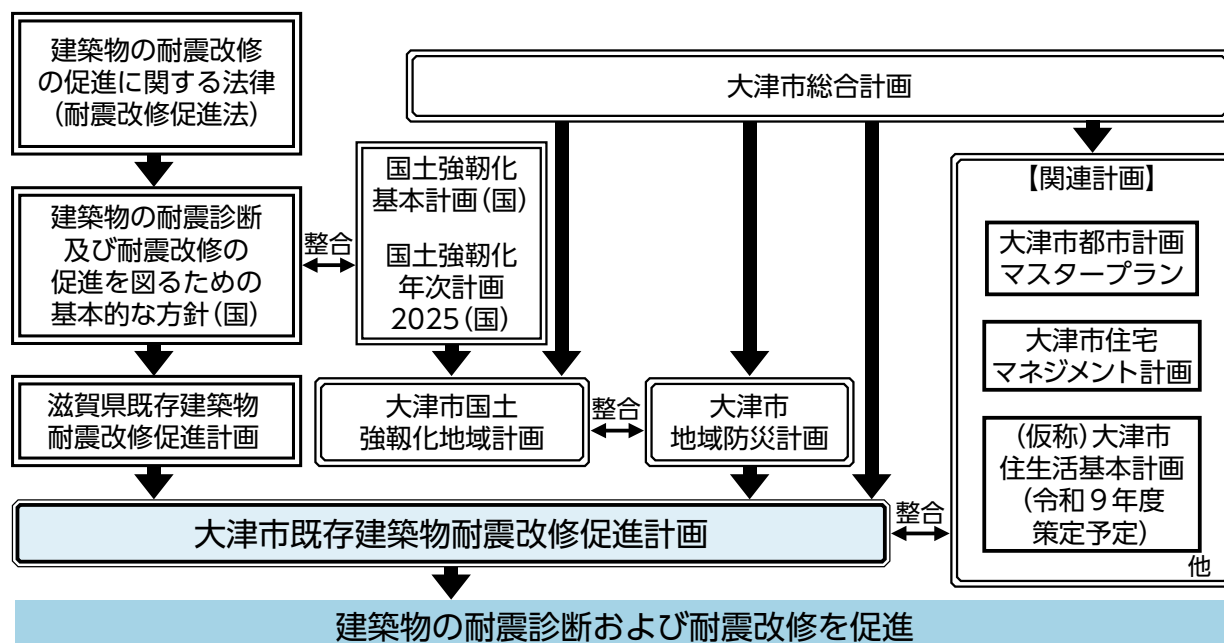 建築物の耐震改修
の促進に関する法律
(耐震改修促進法)
大津市総合計画
建築物の耐震診断
及び耐震改修の
促進を図るための
基本的な方針(国)
整合
国土強靭化
基本計画(国)
国土強靭化
年次計画
2025(国)
【関連計画】
大津市都市計画
マスタープラン
大津市住宅
マネジメント計画
(仮称)大津市
住生活基本計画
(令和9年度
策定予定)
他
滋賀県既存建築物
耐震改修促進計画
大津市国土
強靱化地域計画
整合
大津市
地域防災計画
大津市既存建築物耐震改修促進計画
整合
建築物の耐震診断および耐震改修を促進